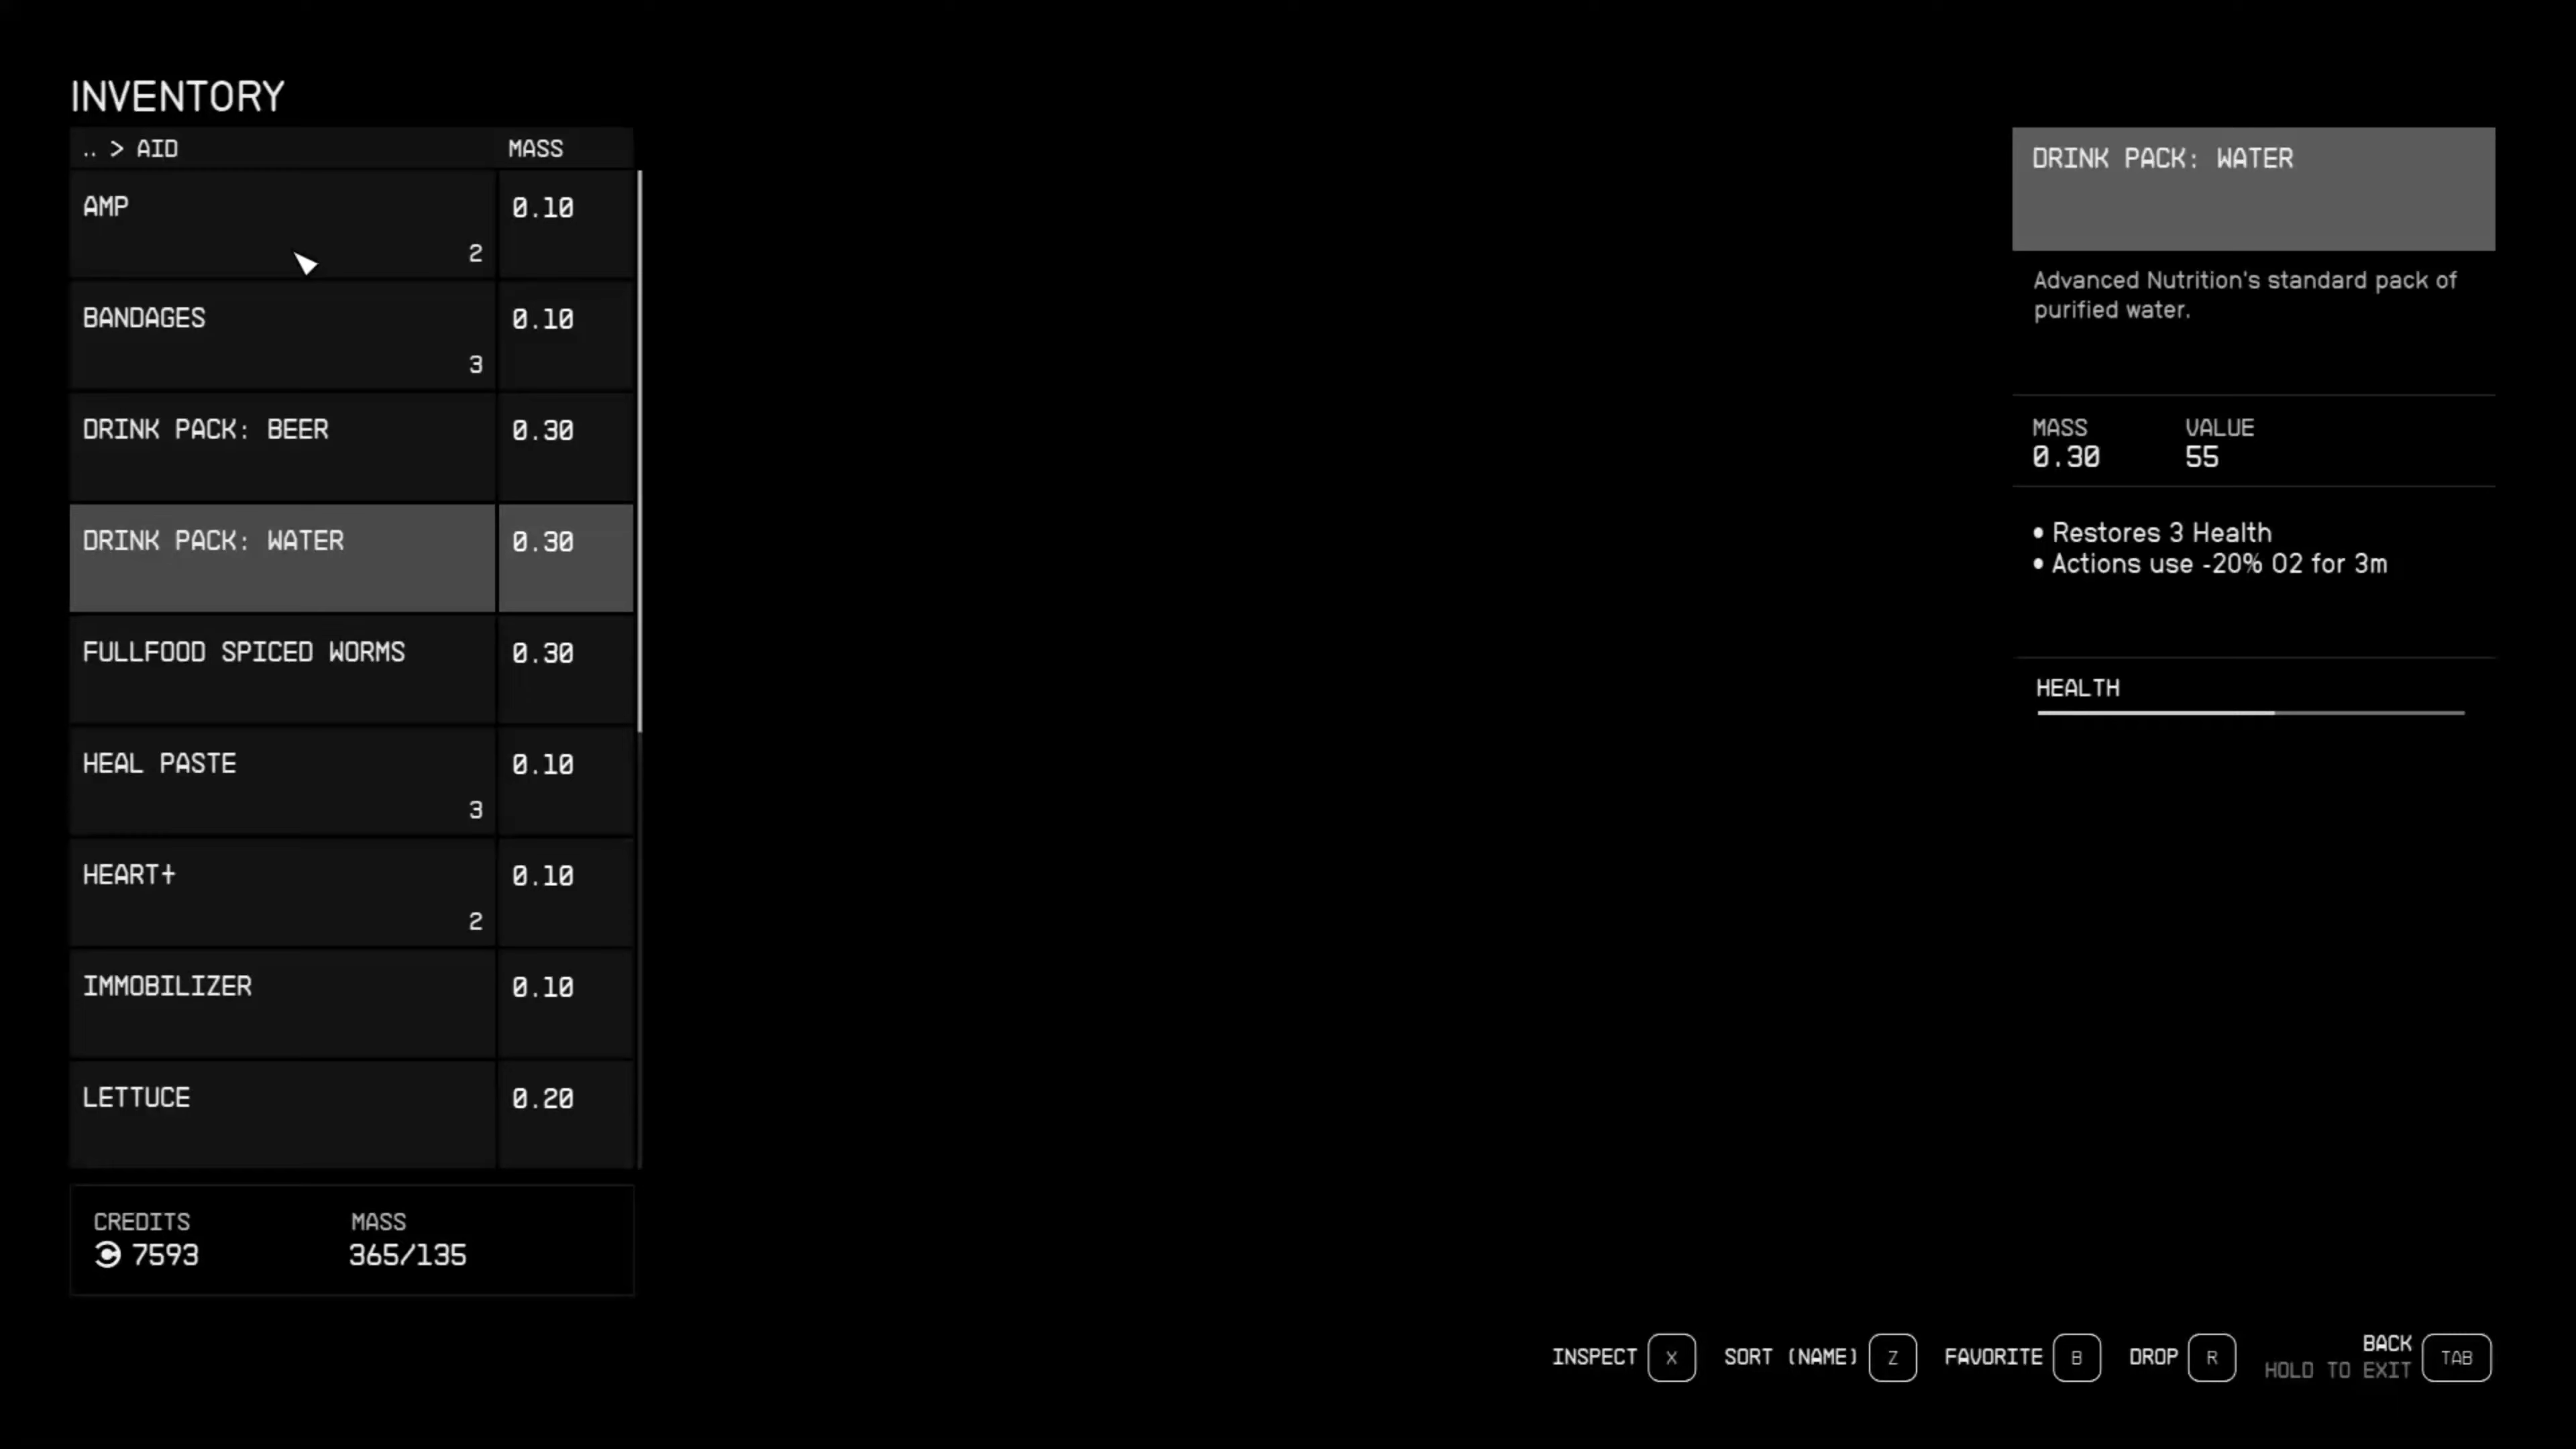 INVENTORY
.. > AID
MASS
AMP
2
0.10
BANDAGES
3
0.10
DRINK PACK: BEER
0.30
DRINK PACK: WATER
0.30
FULLFOOD SPICED WORMS
0.30
HEAL PASTE
3
0.10
HEART+
2
0.10
IMMOBILIZER
0.10
LETTUCE
0.20
CREDITS
7593
MASS
365/135
DRINK PACK: WATER
Advanced Nutrition's standard pack of
purified water.
MASS
0.30
VALUE
55
• Restores 3 Health
• Actions use -20% O2 for 3m
HEALTH
INSPECT X
SORT (NAME) Z
FAVORITE B
DROP R
BACK
HOLD TO EXIT
TAB